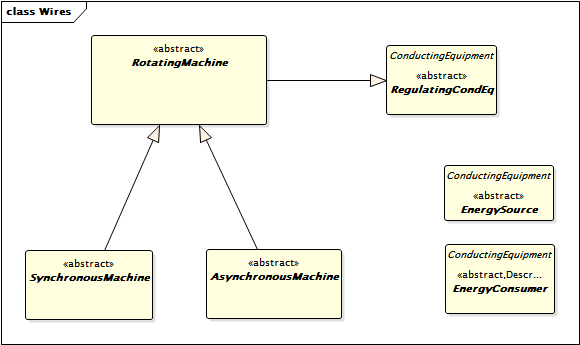 class Wires
«abstract»
RotatingMachine
ConductingEquipment
«abstract»
RegulatingCondEq
ConductingEquipment
«abstract»
EnergySource
ConductingEquipment
«abstract,Descr...
EnergyConsumer
«abstract»
SynchronousMachine
«abstract»
AsynchronousMachine